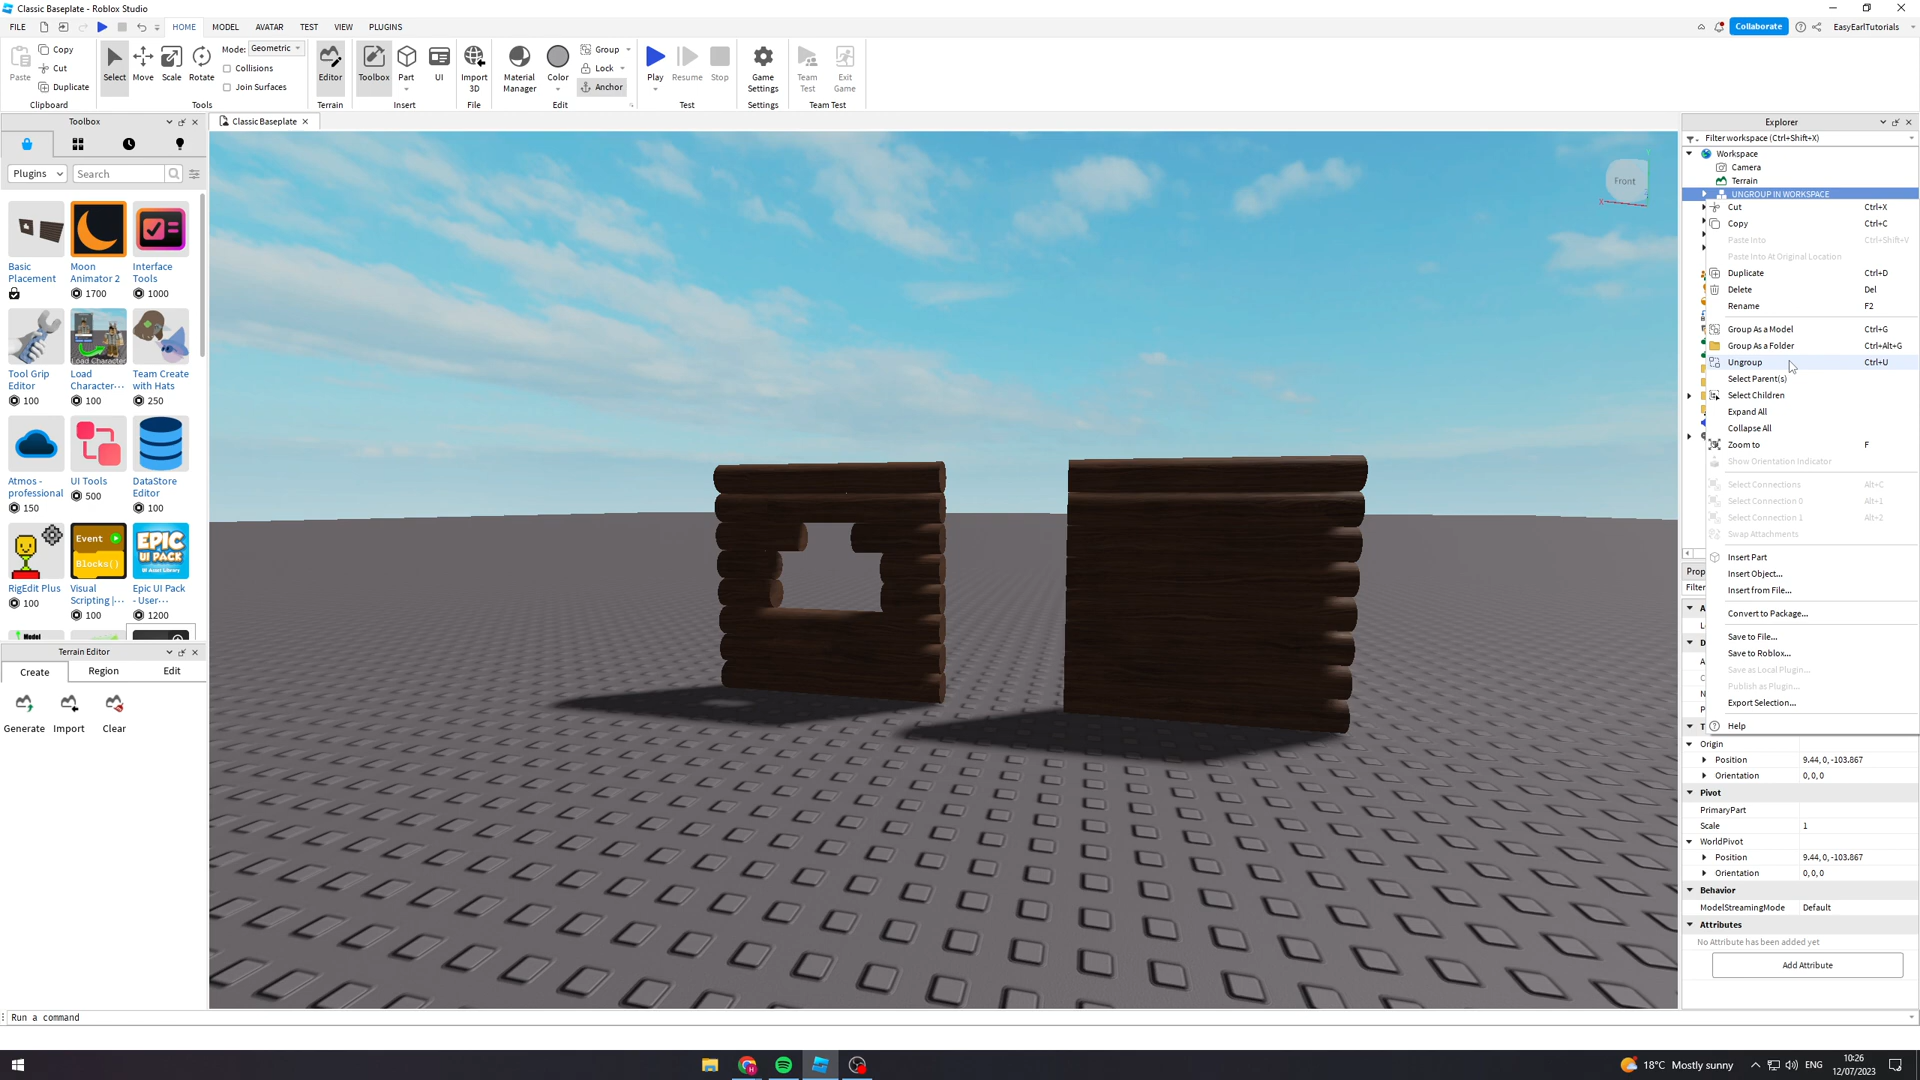 Classic Baseplate - Roblox Studio
FILE
HOME
MODEL
AVATAR
TEST
VIEW
PLUGINS
Collaborate
EasyEarlTutorials
Paste
Copy
Cut
Duplicate
Clipboard
Select
Move
Scale
Rotate
Mode: Geometric
Collisions
Join Surfaces
Tools
Editor
Terrain
Toolbox
Part
UI
Insert
Import
3D
File
Material
Manager
Color
Group
Lock
Anchor
Edit
Play
Resume
Stop
Test
Game
Settings
Settings
Team
Test
Exit
Game
Team Test
Toolbox
Plugins
Search
Basic
Placement
Moon
Animator 2
1700
Interface
Tools
1000
Tool Grip
Editor
100
Load Character
Load
Character···
100
Team Create
with Hats
250
Atmos -
professional
150
UI Tools
500
DataStore
Editor
100
RigEdit Plus
100
Event
Blocks()
Visual
Scripting |···
100
EPIC
UI PACK
Epic UI Pack
- User···
1200
Terrain Editor
Create
Region
Edit
Generate
Import
Clear
Classic Baseplate
Front
Explorer
Filter workspace (Ctrl+Shift+X)
Workspace
Camera
Terrain
UNGROUP IN WORKSPACE
Cut Ctrl+X
Copy Ctrl+C
Paste Into Ctrl+Shift+V
Paste Into At Original Location
Duplicate Ctrl+D
Delete Del
Rename F2
Group As a Model Ctrl+G
Group As a Folder Ctrl+Alt+G
Ungroup Ctrl+U
Select Parent(s)
Select Children
Expand All
Collapse All
Zoom to F
Show Orientation Indicator
Select Connections Alt+C
Select Connection 0 Alt+1
Select Connection 1 Alt+2
Swap Attachments
Insert Part
Insert Object...
Insert from File...
Convert to Package...
Save to File...
Save to Roblox...
Save as Local Plugin...
Publish as Plugin...
Export Selection...
Help
Prop
Filter
Origin
Position 9.44, 0, -103.867
Orientation 0, 0, 0
Pivot
PrimaryPart
Scale 1
WorldPivot
Position 9.44, 0, -103.867
Orientation 0, 0, 0
Behavior
ModelStreamingMode Default
Attributes
No Attribute has been added yet
Add Attribute
Run a command
18°C Mostly sunny
ENG
10:26
12/07/2023